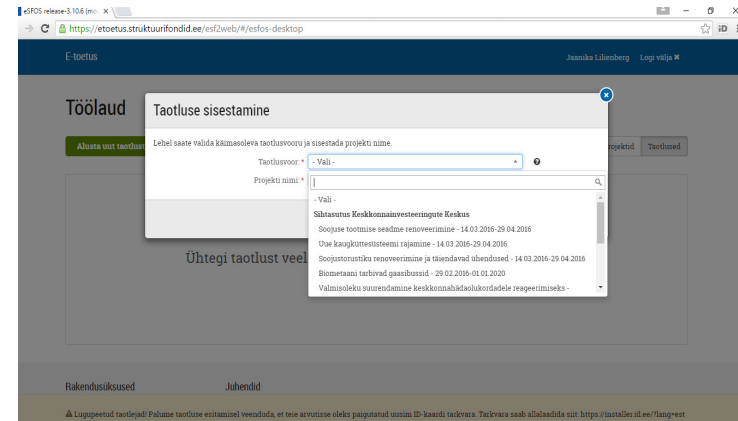 eSFOS release-3.10.6 (mo
https://etoetus.struktuurifondid.ee/esf2web/#/esfos-desktop
E-toetus
Jaanika Lilienberg Logi välja ✖
Töölaud
Taotluse sisestamine
Alusta uut taotlust
rojektid Taotlused
Lehel saate valida käimasoleva taotlusvooru ja sisestada projekti nime.
Taotlusvoor: * - Vali -
Projekti nimi: *
- Vali -
Sihtasutus Keskkonnainvesteeringute Keskus
Soojuse tootmise seadme renoveerimine - 14.03.2016-29.04.2016
Uue kaugküttesüsteemi rajamine - 14.03.2016-29.04.2016
Soojustorustiku renoveerimine ja täiendavad ühendused - 14.03.2016-29.04.2016
Biometaani tarbivad gaasibussid - 29.02.2016-01.01.2020
Valmisoleku suurendamine keskkonnahädaolukordadele reageerimiseks -
Ühtegi taotlust veel
Rakendusüksused
Juhendid
Lugupeetud taotlejad! Palume taotluse esitamisel veenduda, et teie arvutisse oleks paigutatud uusim ID-kaardi tarkvara. Tarkvara saab allalaadida siit: https://installer.id.ee/?lang=est